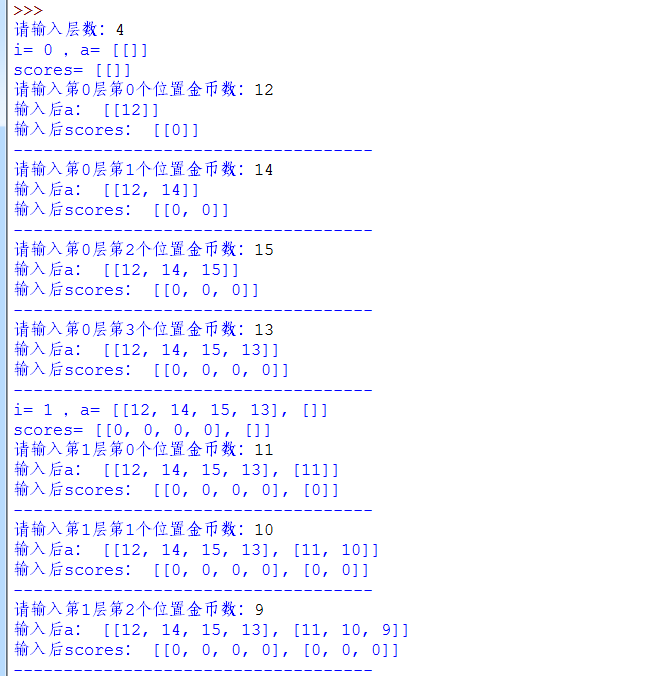 >>>
请输入层数: 4
i= 0 , a= [[]]
scores= [[]]
请输入第0层第0个位置金币数: 12
输入后a:  [[12]]
输入后scores:  [[0]]
------------------------------------
请输入第0层第1个位置金币数: 14
输入后a:  [[12, 14]]
输入后scores:  [[0, 0]]
------------------------------------
请输入第0层第2个位置金币数: 15
输入后a:  [[12, 14, 15]]
输入后scores:  [[0, 0, 0]]
------------------------------------
请输入第0层第3个位置金币数: 13
输入后a:  [[12, 14, 15, 13]]
输入后scores:  [[0, 0, 0, 0]]
------------------------------------
i= 1 , a= [[12, 14, 15, 13], []]
scores= [[0, 0, 0, 0], []]
请输入第1层第0个位置金币数: 11
输入后a:  [[12, 14, 15, 13], [11]]
输入后scores:  [[0, 0, 0, 0], [0]]
------------------------------------
请输入第1层第1个位置金币数: 10
输入后a:  [[12, 14, 15, 13], [11, 10]]
输入后scores:  [[0, 0, 0, 0], [0, 0]]
------------------------------------
请输入第1层第2个位置金币数: 9
输入后a:  [[12, 14, 15, 13], [11, 10, 9]]
输入后scores:  [[0, 0, 0, 0], [0, 0, 0]]
------------------------------------